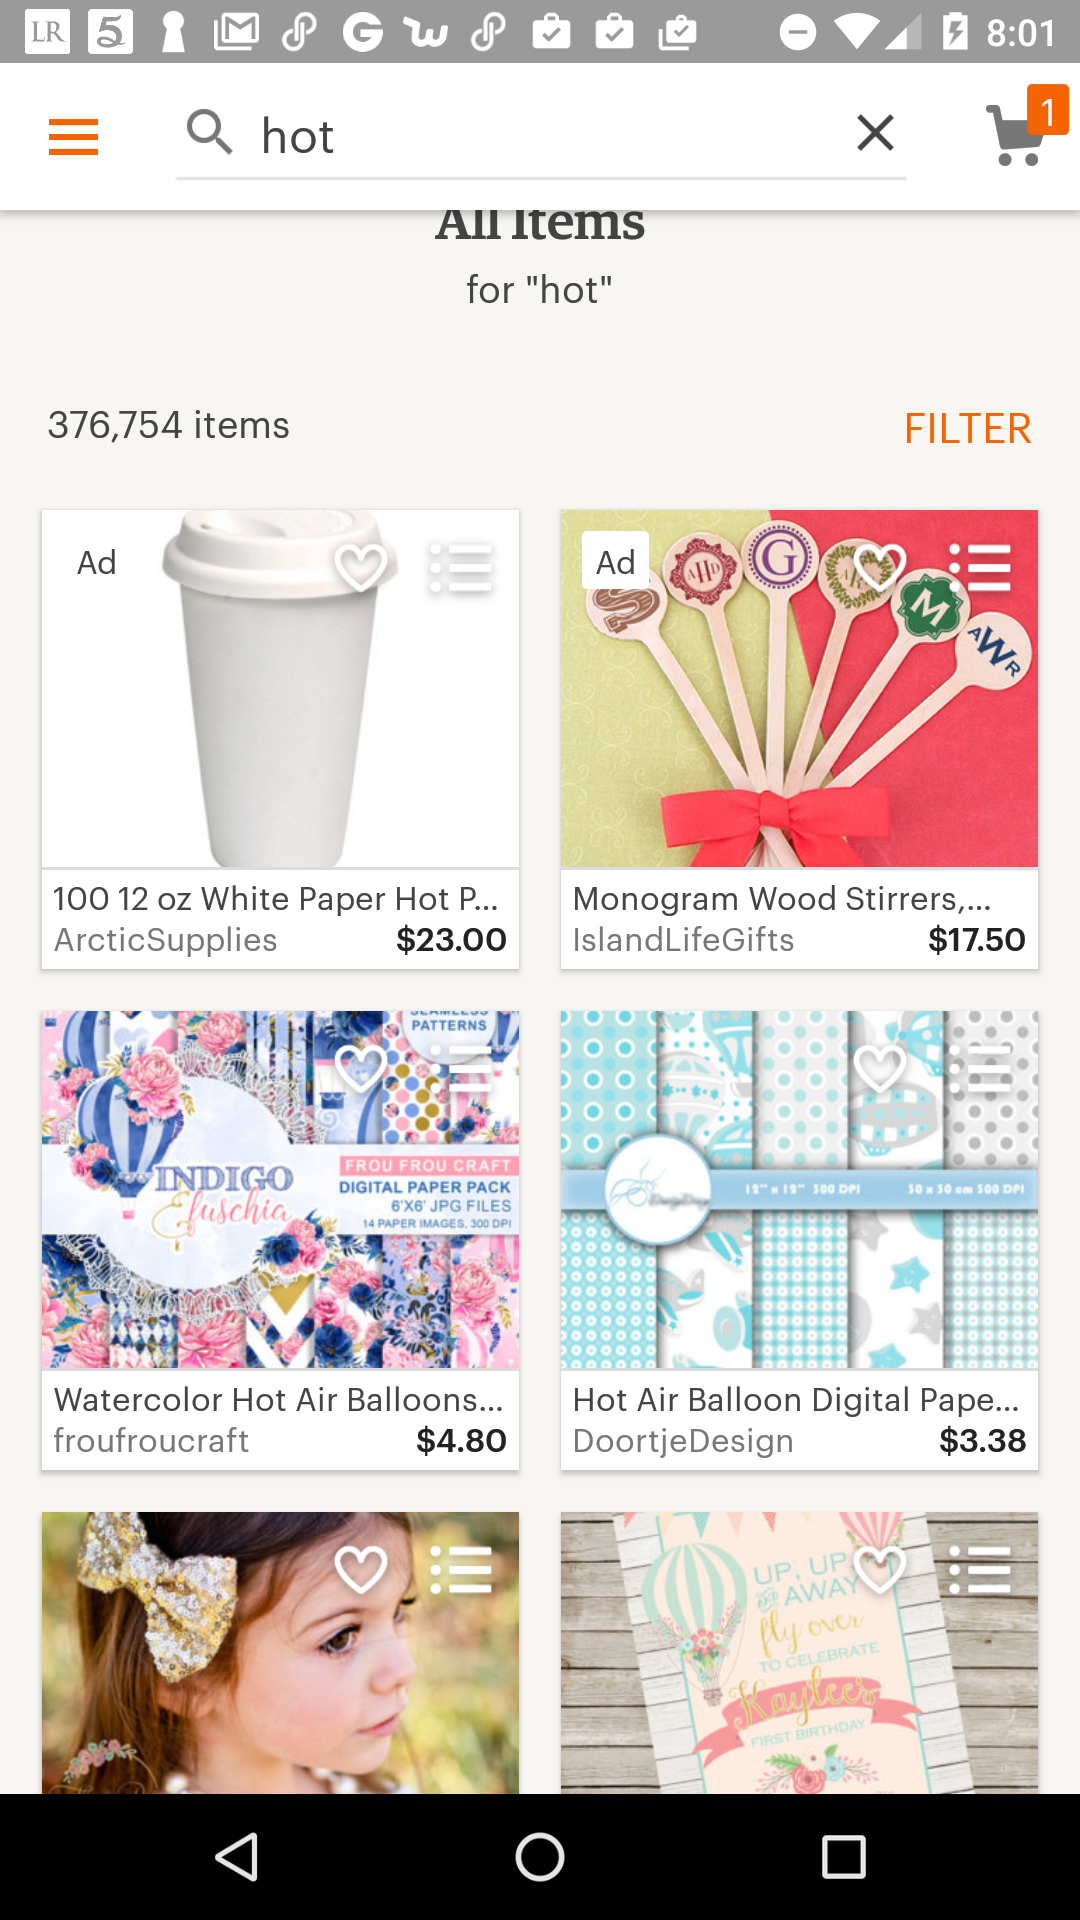 LR 5 8:01
hot
1
All Items
for "hot"
376,754 items
FILTER
Ad
Ad
S AHD G M AWR
100 12 oz White Paper Hot P...
ArcticSupplies $23.00
Monogram Wood Stirrers,...
IslandLifeGifts $17.50
SEAMLESS
PATTERNS
INDIGO
& fuschia
FROU FROU CRAFT
DIGITAL PAPER PACK
6'X6' JPG FILES
14 PAPER IMAGES, 300 DPI
12" x 12" 300 DPI
30 x 30 cm 300 DPI
Watercolor Hot Air Balloons...
froufroucraft $4.80
Hot Air Balloon Digital Pape...
DoortjeDesign $3.38
UP, UP
AND AWAY
fly over
TO CELEBRATE
Kaylee's
FIRST BIRTHDAY